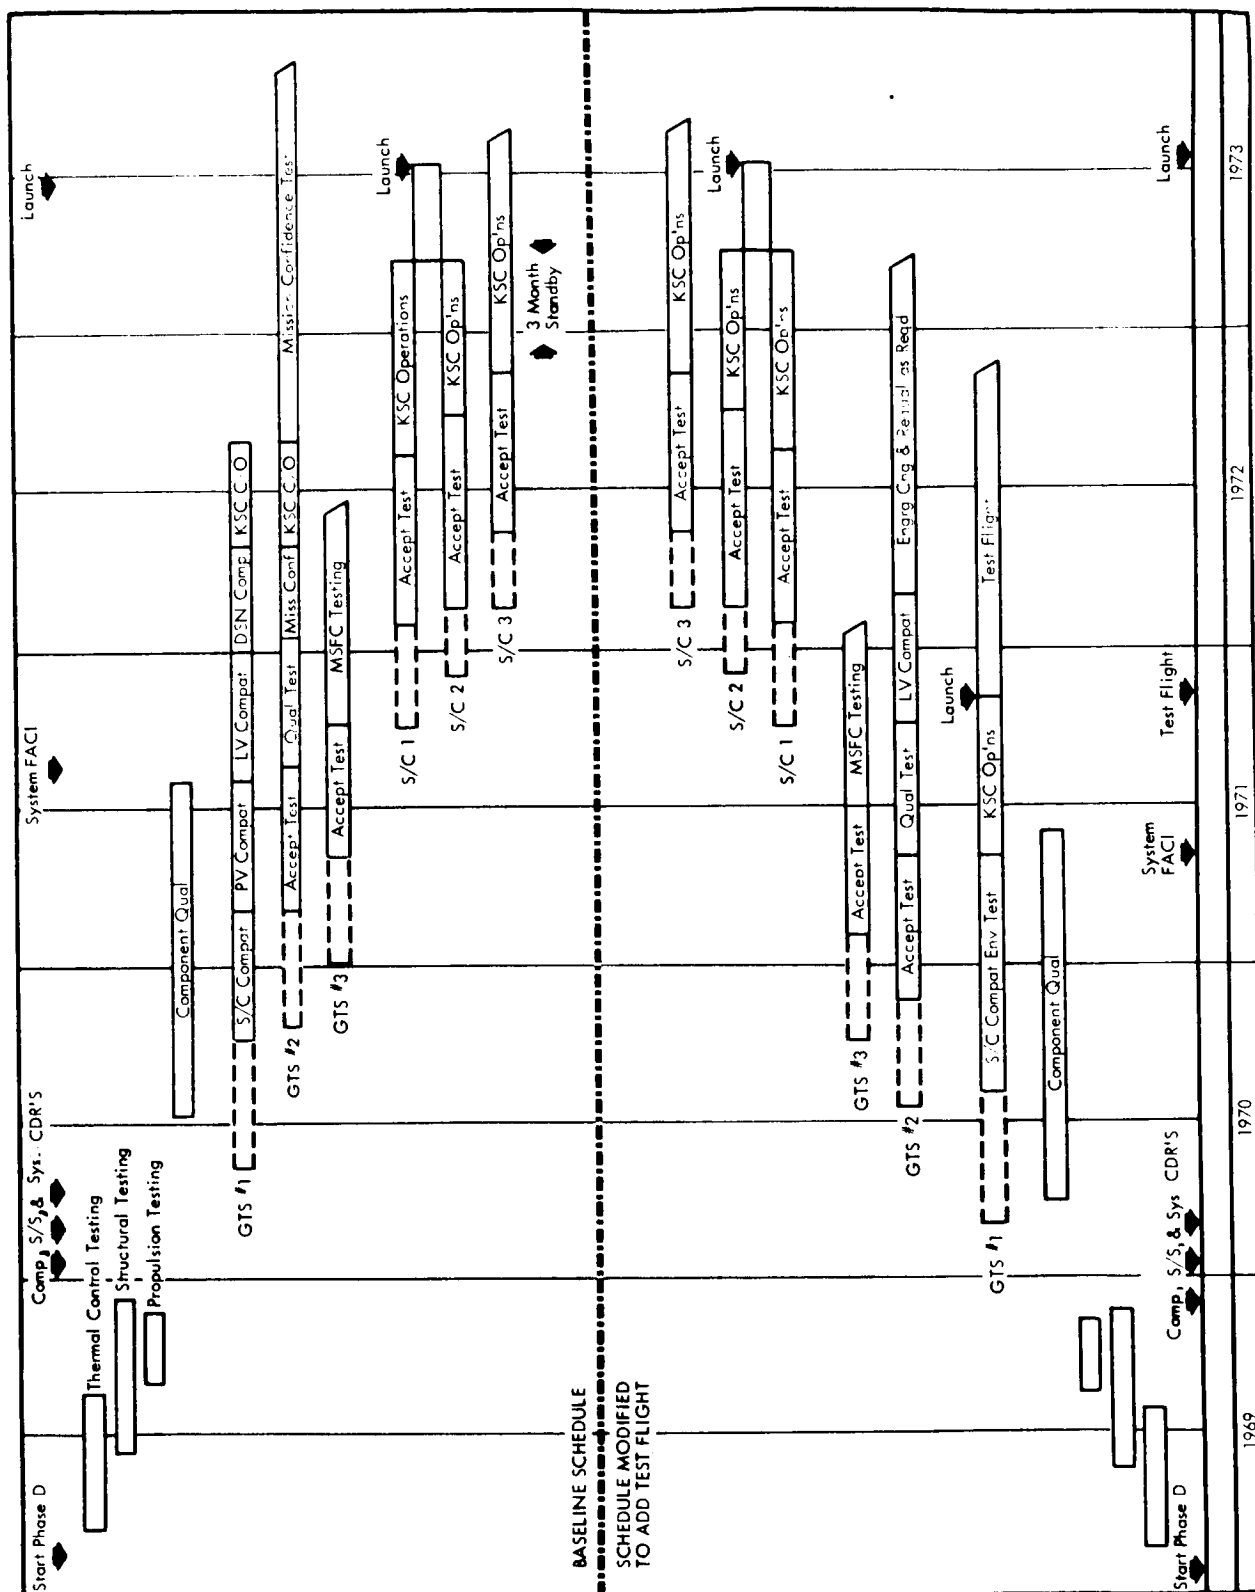 Start Phase D
Comp, S/S, & Sys. CDR'S
System FACI
Launch
Thermal Control Testing
Structural Testing
Propulsion Testing
Component Qual
GTS #1
S/C Compat
PV Compat
LV Compat
DSN Comp
KSC C/O
GTS #2
Accept Test
Qual Test
Miss Conf
KSC C/O
Mission Confidence Test
GTS #3
Accept Test
MSFC Testing
S/C 1
Accept Test
KSC Operations
Launch
S/C 2
Accept Test
KSC Op'ns
S/C 3
Accept Test
KSC Op'ns
3 Month
Standby
BASELINE SCHEDULE
SCHEDULE MODIFIED
TO ADD TEST FLIGHT
S/C 3
Accept Test
KSC Op'ns
S/C 2
Accept Test
KSC Op'ns
Launch
S/C 1
Accept Test
KSC Op'ns
GTS #3
Accept Test
MSFC Testing
GTS #2
Accept Test
Qual Test
LV Compat
Engrg Cng & Requal as Reqd
Launch
GTS #1
S/C Compat Env Test
KSC Op'ns
Test Flight
Component Qual
Start Phase D
Comp, S/S, & Sys CDR'S
System
FACI
Test Flight
Launch
1969
1970
1971
1972
1973